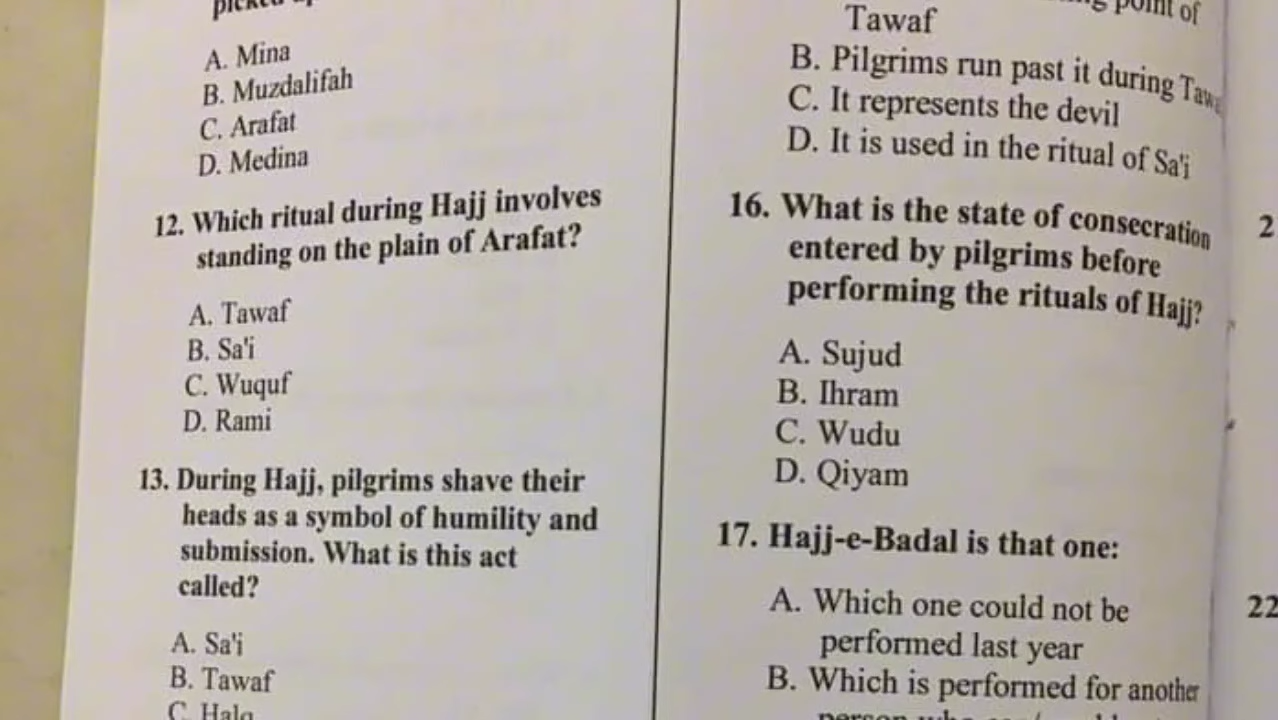 A. Mina
B. Muzdalifah
C. Arafat
D. Medina
12. Which ritual during Hajj involves
standing on the plain of Arafat?
A. Tawaf
B. Sa'i
C. Wuquf
D. Rami
13. During Hajj, pilgrims shave their
heads as a symbol of humility and
submission. What is this act
called?
A. Sa'i
B. Tawaf
C. Halq
point of
Tawaf
B. Pilgrims run past it during
C. It represents the devil
D. It is used in the ritual of Sa'i
16. What is the state of consecration
entered by pilgrims before
performing the rituals of Hajj?
A. Sujud
B. Ihram
C. Wudu
D. Qiyam
17. Hajj-e-Badal is that one:
A. Which one could not be
performed last year
B. Which is performed for another
2
22